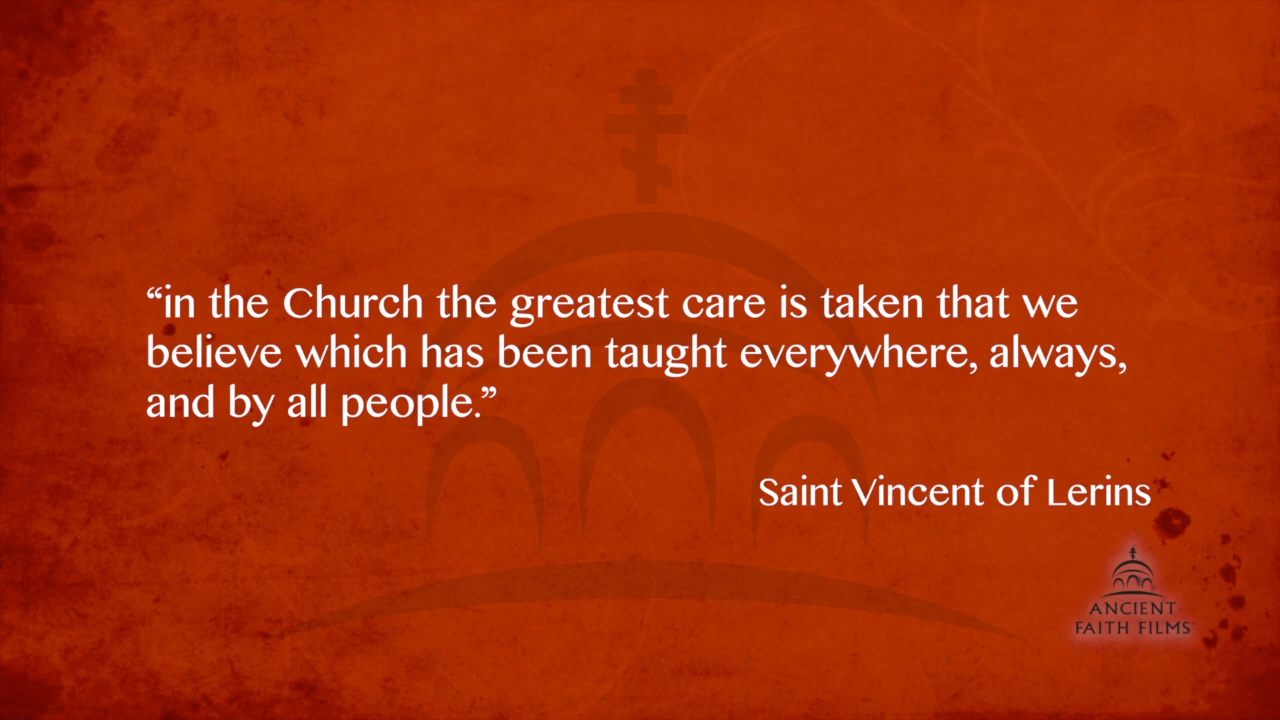 “in the Church the greatest care is taken that we
believe which has been taught everywhere, always,
and by all people.”
Saint Vincent of Lerins
ANCIENT
FAITH FILMS